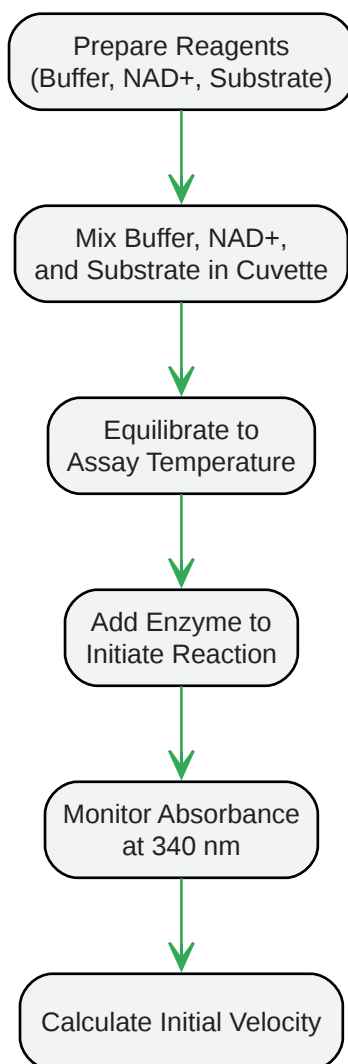 Prepare Reagents
(Buffer, NAD+, Substrate)
Mix Buffer, NAD+,
and Substrate in Cuvette
Equilibrate to
Assay Temperature
Add Enzyme to
Initiate Reaction
Monitor Absorbance
at 340 nm
Calculate Initial Velocity